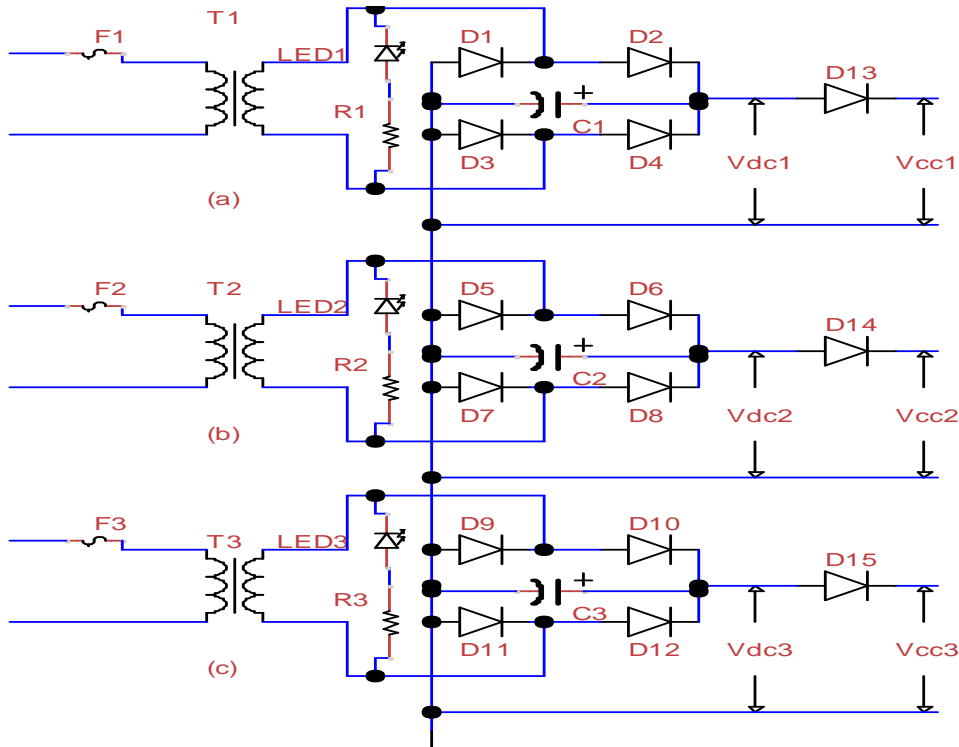 T1
F1
LED1
D1
D2
D13
R1
+
C1
D3
D4
Vdc1
Vcc1
(a)
F2
T2
LED2
D5
D6
D14
R2
+
C2
D7
D8
Vdc2
Vcc2
(b)
F3
T3
LED3
D9
D10
D15
R3
+
C3
D11
D12
Vdc3
Vcc3
(c)